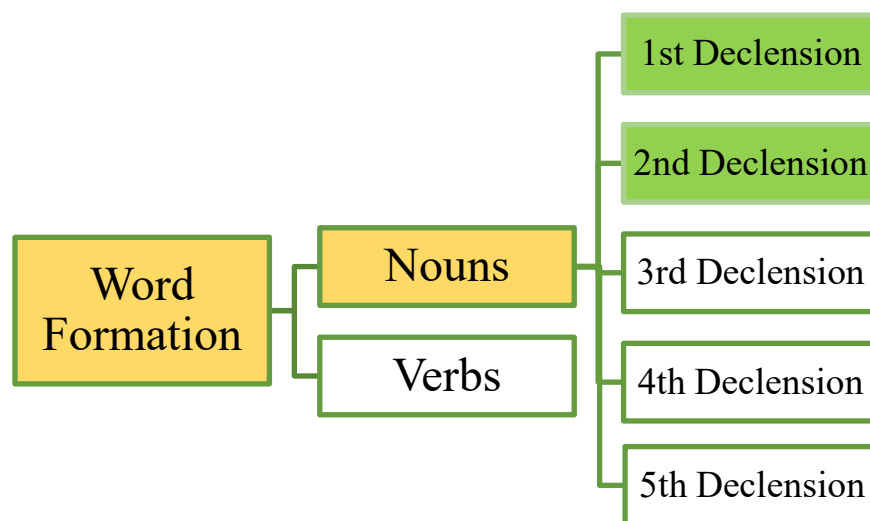 Word
Formation
Nouns
Verbs
1st Declension
2nd Declension
3rd Declension
4th Declension
5th Declension